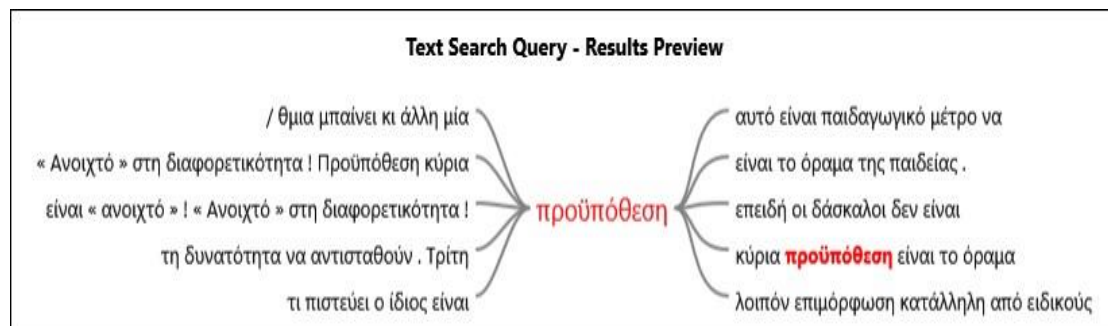 Text Search Query - Results Preview
/ θμια μπαίνει κι άλλη μία
« Ανοιχτό » στη διαφορετικότητα ! Προϋπόθεση κύρια
είναι « ανοιχτό » ! « Ανοιχτό » στη διαφορετικότητα !
τη δυνατότητα να αντισταθούν . Τρίτη
τι πιστεύει ο ίδιος είναι
προϋπόθεση
αυτό είναι παιδαγωγικό μέτρο να
είναι το όραμα της παιδείας .
επειδή οι δάσκαλοι δεν είναι
κύρια προϋπόθεση είναι το όραμα
λοιπόν επιμόρφωση κατάλληλη από ειδικούς